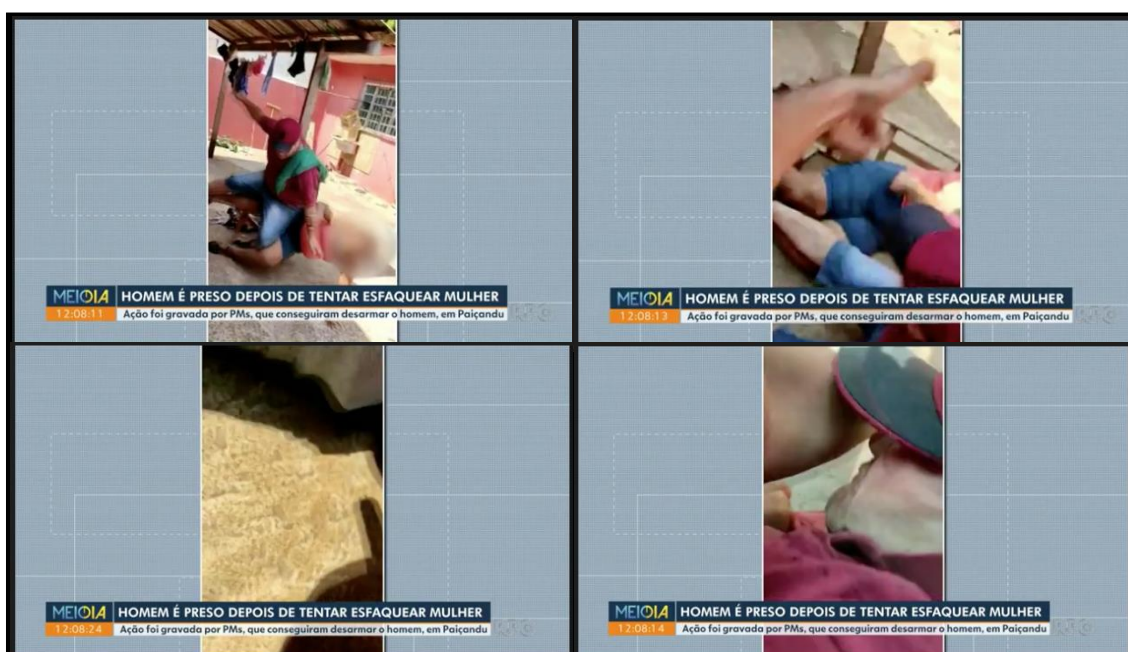 MEIODIA
HOMEM É PRESO DEPOIS DE TENTAR ESFAQUEAR MULHER
12:08:11
Ação foi gravada por PMs, que conseguiram desarmar o homem, em Paiçandu
MEIODIA
HOMEM É PRESO DEPOIS DE TENTAR ESFAQUEAR MULHER
12:08:13
Ação foi gravada por PMs, que conseguiram desarmar o homem, em Paiçandu
MEIODIA
HOMEM É PRESO DEPOIS DE TENTAR ESFAQUEAR MULHER
12:08:24
Ação foi gravada por PMs, que conseguiram desarmar o homem, em Paiçandu
MEIODIA
HOMEM É PRESO DEPOIS DE TENTAR ESFAQUEAR MULHER
12:08:14
Ação foi gravada por PMs, que conseguiram desarmar o homem, em Paiçandu